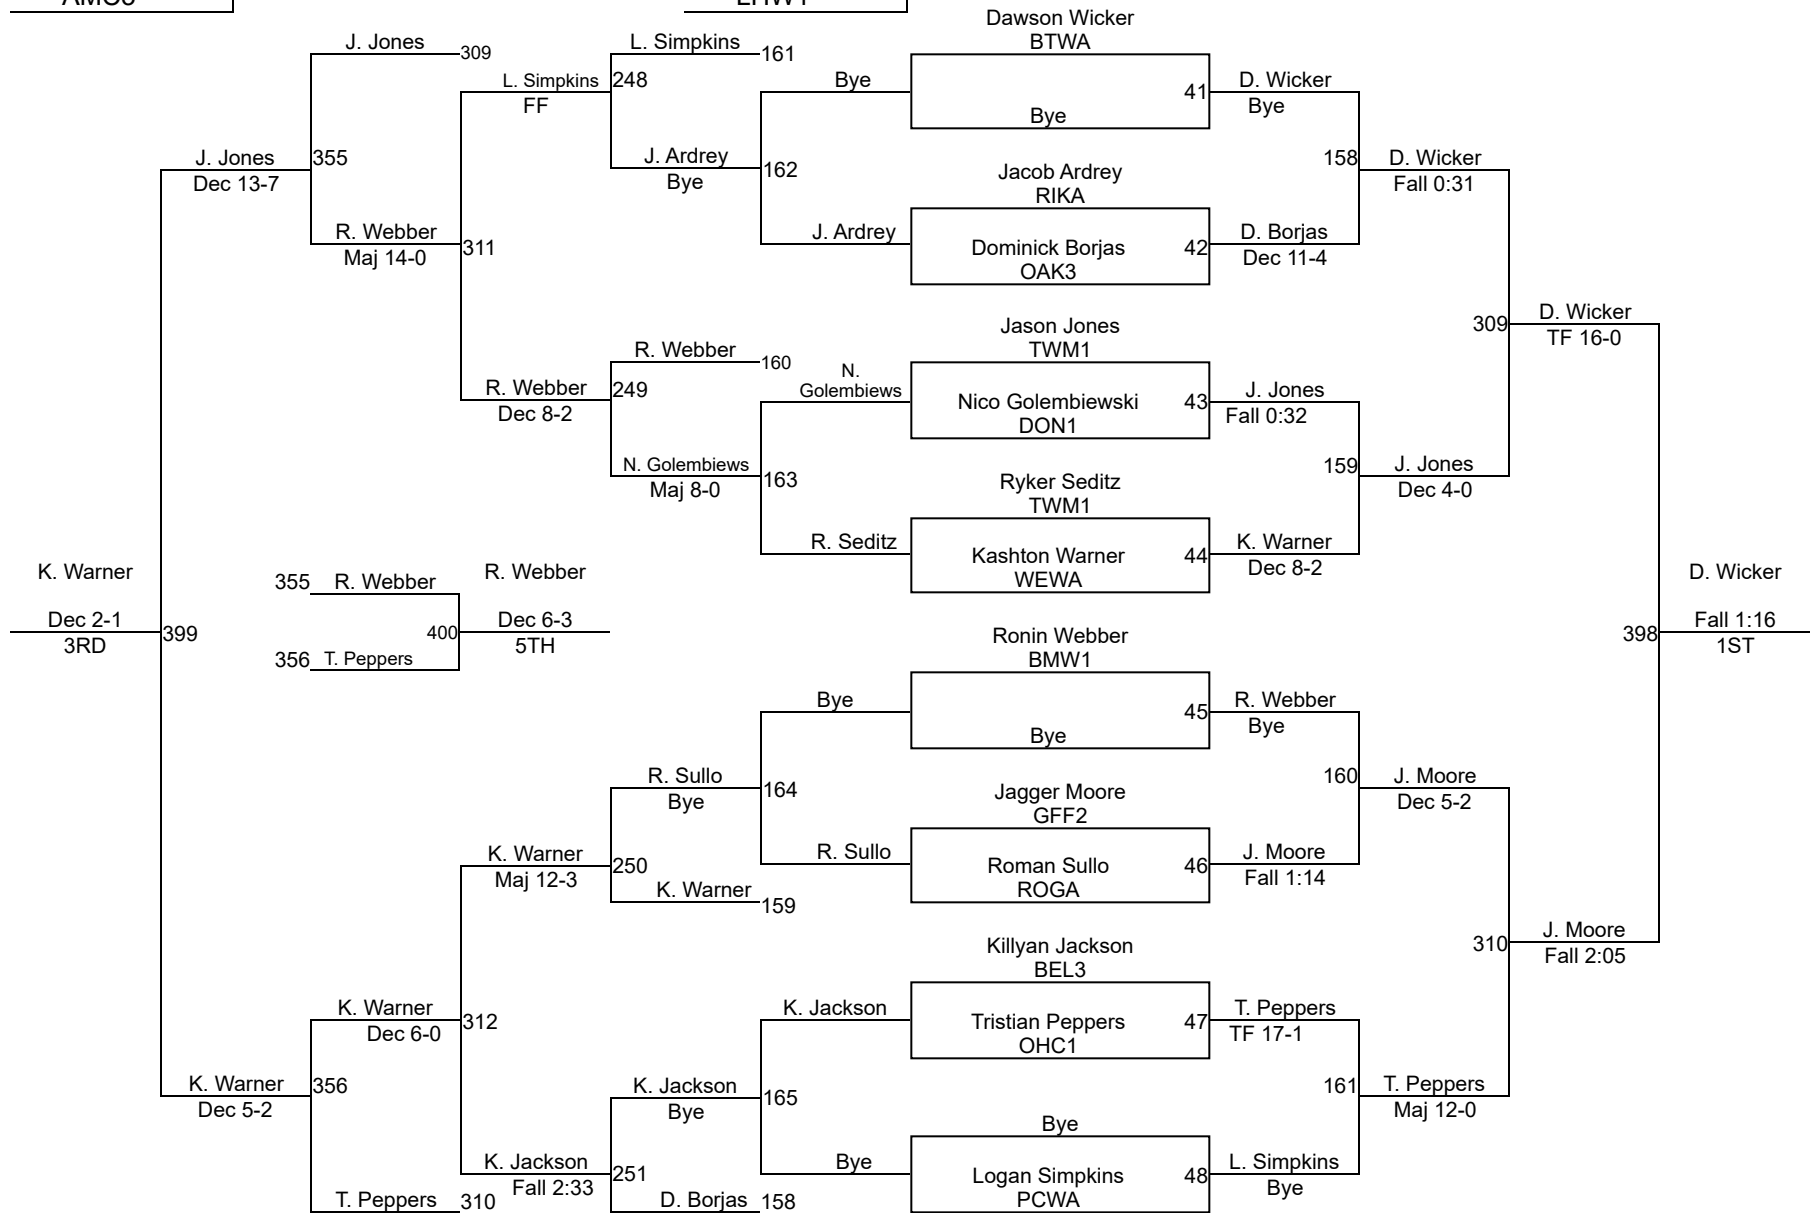 Dawson Wicker
J. Jones
309
L. Simpkins
161
BTWA
L. Simpkins
248
Bye
41
D. Wicker
FF
Bye
Bye
J. Jones
355
J. Ardrey
162
158
D. Wicker
Dec 13-7
Bye
Jacob Ardrey
Fall 0:31
RIKA
R. Webber
311
J. Ardrey
Dominick Borjas
42
D. Borjas
Maj 14-0
OAK3
Dec 11-4
Jason Jones
309
D. Wicker
TWM1
TF 16-0
R. Webber
160
N.
Golembiews
R. Webber
249
Nico Golembiewski
43
J. Jones
Dec 8-2
DON1
Fall 0:32
N. Golembiews
163
159
J. Jones
Maj 8-0
Ryker Seditz
Dec 4-0
TWM1
R. Seditz
Kashton Warner
44
K. Warner
WEWA
Dec 8-2
K. Warner
355
R. Webber
R. Webber
D. Wicker
Dec 2-1
399
400
Dec 6-3
398
Fall 1:16
3RD
5TH
1ST
356
T. Peppers
Ronin Webber
BMW1
Bye
45
R. Webber
Bye
Bye
R. Sullo
164
160
J. Moore
Bye
Jagger Moore
Dec 5-2
GFF2
K. Warner
250
R. Sullo
Roman Sullo
46
J. Moore
Maj 12-3
ROGA
Fall 1:14
K. Warner
159
Killyan Jackson
310
J. Moore
BEL3
Fall 2:05
K. Warner
312
K. Jackson
Tristian Peppers
47
T. Peppers
Dec 6-0
OHC1
TF 17-1
K. Warner
356
K. Jackson
165
161
T. Peppers
Dec 5-2
Bye
Bye
Maj 12-0
K. Jackson
251
Bye
Logan Simpkins
48
L. Simpkins
Fall 2:33
PCWA
Bye
T. Peppers
310
D. Borjas
158